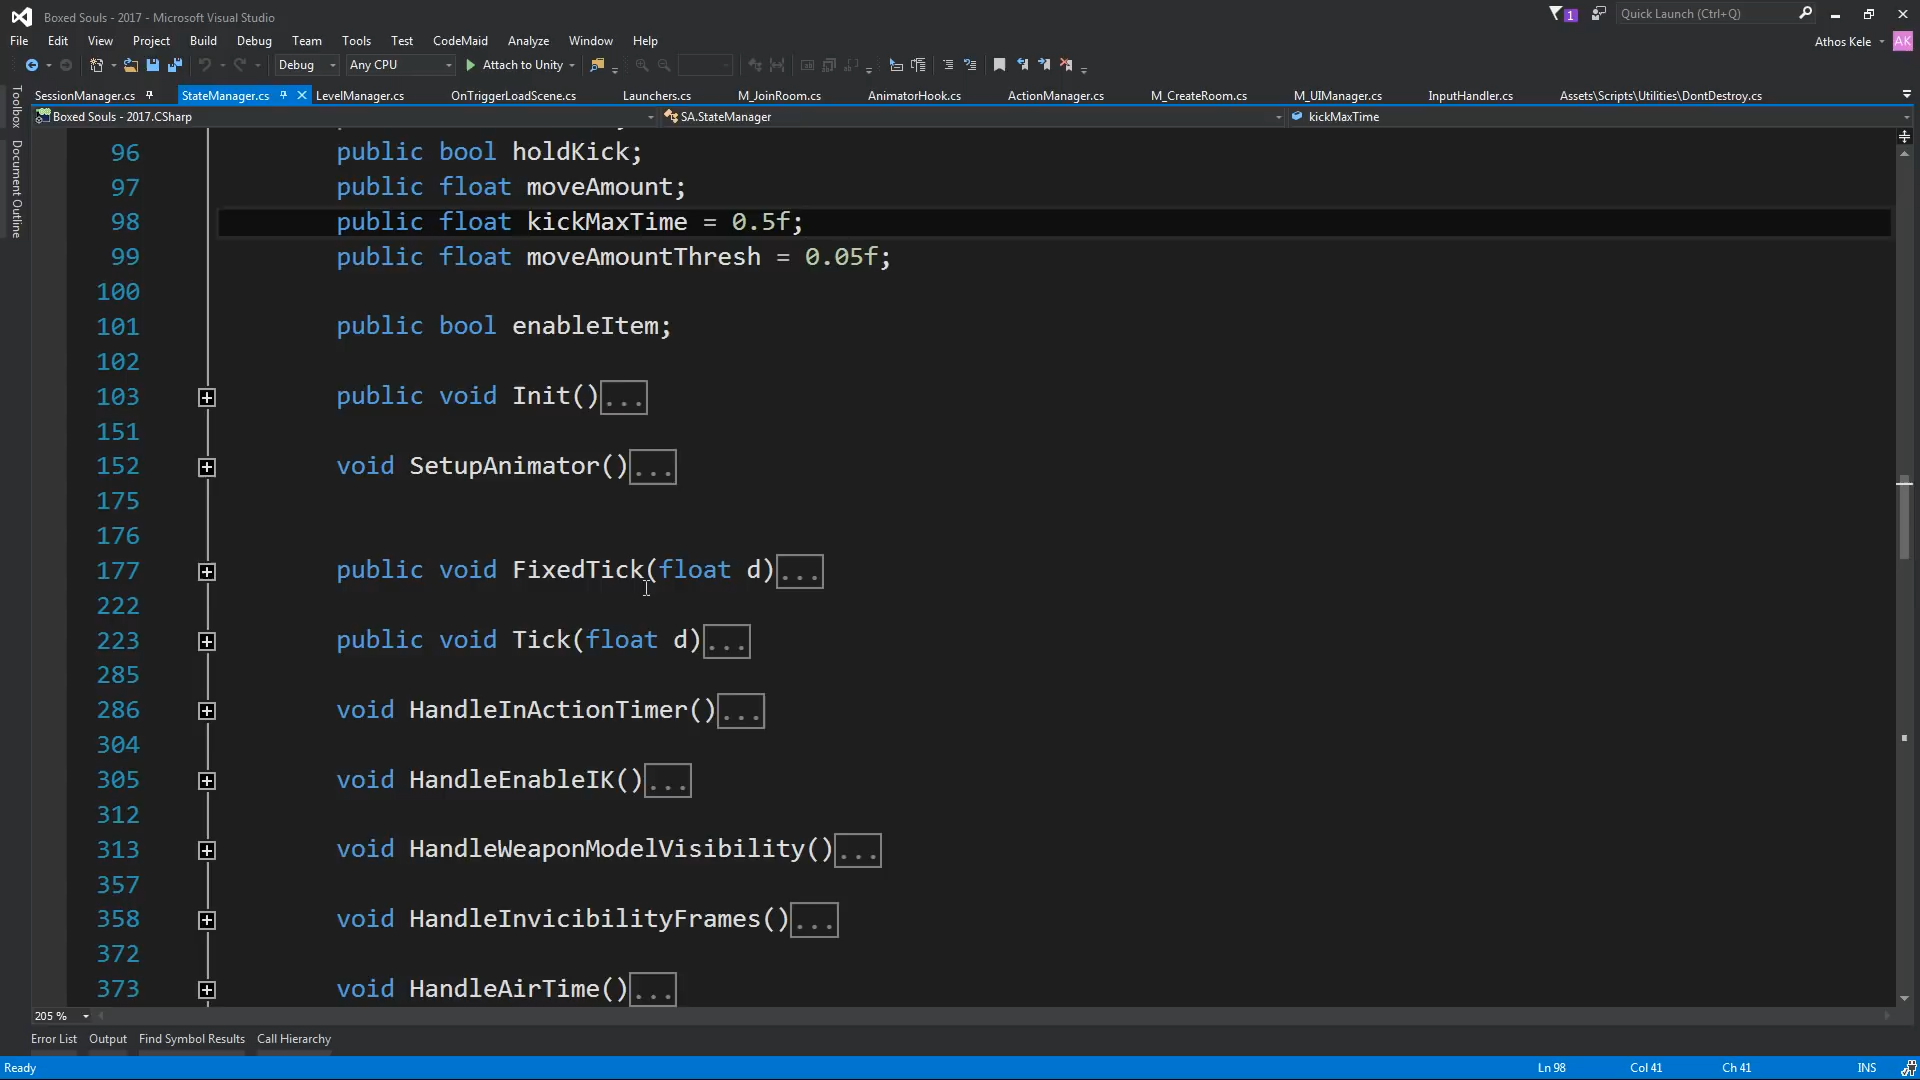 Boxed Souls - 2017 - Microsoft Visual Studio
1
Quick Launch (Ctrl+Q)
File Edit View Project Build Debug Team Tools Test CodeMaid Analyze Window Help
Athos Kele AK
Debug Any CPU Attach to Unity
Toolbox
Document Outline
SessionManager.cs StateManager.cs LevelManager.cs OnTriggerLoadScene.cs Launchers.cs M_JoinRoom.cs AnimatorHook.cs ActionManager.cs M_CreateRoom.cs M_UIManager.cs InputHandler.cs Assets\Scripts\Utilities\DontDestroy.cs
Boxed Souls - 2017.CSharp SA.StateManager kickMaxTime
96 public bool holdKick;
97 public float moveAmount;
98 public float kickMaxTime = 0.5f;
99 public float moveAmountThresh = 0.05f;
100
101 public bool enableItem;
102
103 public void Init()...
151
152 void SetupAnimator()...
175
176
177 public void FixedTick(float d)...
222
223 public void Tick(float d)...
285
286 void HandleInActionTimer()...
304
305 void HandleEnableIK()...
312
313 void HandleWeaponModelVisibility()...
357
358 void HandleInvicibilityFrames()...
372
373 void HandleAirTime()...
205 %
Error List Output Find Symbol Results Call Hierarchy
Ready Ln 98 Col 41 Ch 41 INS